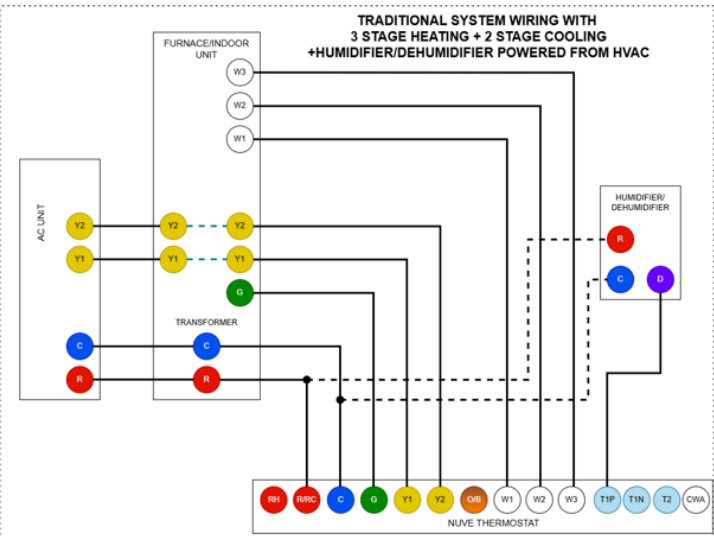 TRADITIONAL SYSTEM WIRING WITH
3 STAGE HEATING + 2 STAGE COOLING
+HUMIDIFIER/DEHUMIDIFIER POWERED FROM HVAC
FURNACE/INDOOR
UNIT
W3
W2
W1
AC UNIT
Y2
Y2
Y2
Y1
Y1
Y1
G
TRANSFORMER
C
C
R
R
HUMIDIFIER/
DEHUMIDIFIER
R
C
D
RH
R/RC
C
G
Y1
Y2
O/B
W1
W2
W3
T1P
T1N
T2
CWA
NUVE THERMOSTAT